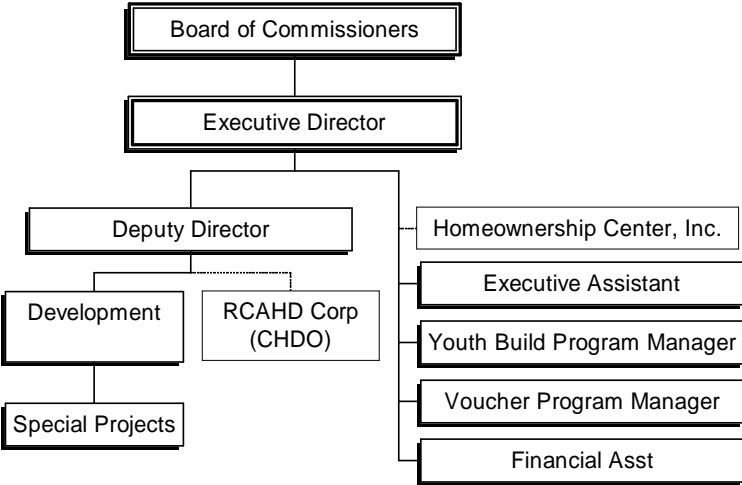 Board of Commissioners
Executive Director
Deputy Director
Homeownership Center, Inc.
Executive Assistant
Development
RCAHD Corp
(CHDO)
Youth Build Program Manager
Voucher Program Manager
Special Projects
Financial Asst